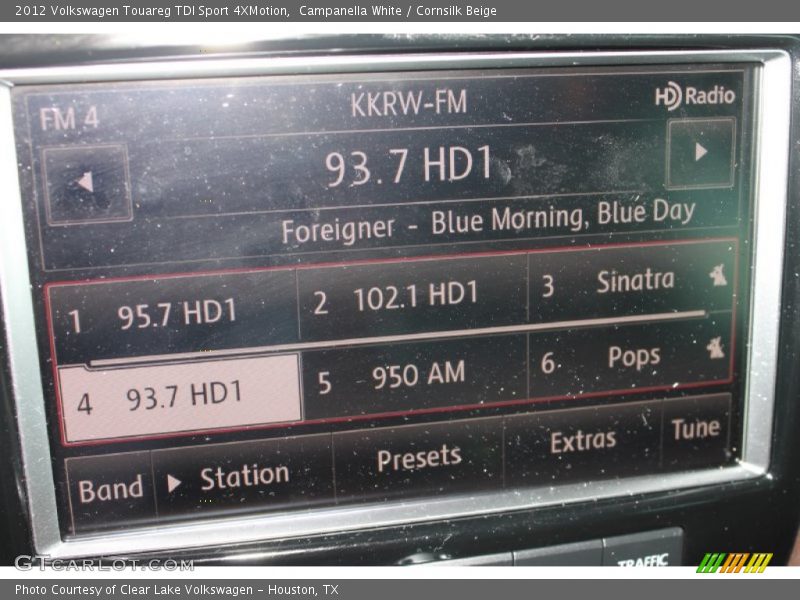 2012 Volkswagen Touareg TDI Sport 4XMotion, Campanella White / Cornsilk Beige
FM 4
KKRW-FM
HD Radio
93.7 HD1
Foreigner - Blue Morning, Blue Day
1 95.7 HD1
2 102.1 HD1
3 Sinatra
4 93.7 HD1
5 950 AM
6 Pops
Band
Station
Presets
Extras
Tune
TRAFFIC
GTCARLOT.COM
Photo Courtesy of Clear Lake Volkswagen - Houston, TX